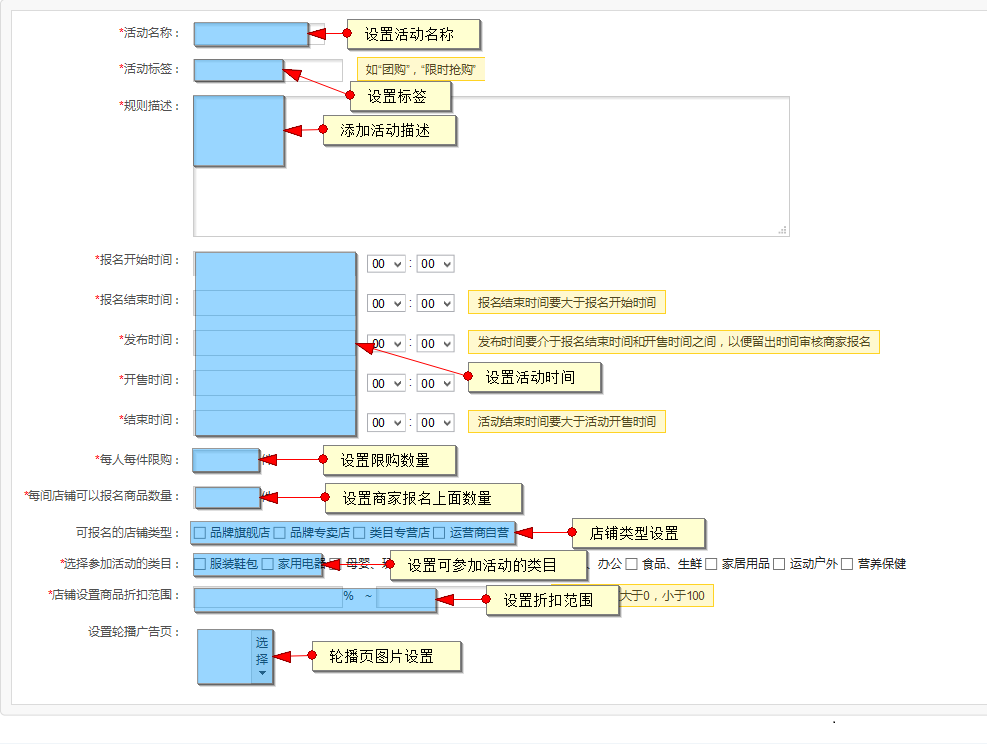 *活动名称： 设置活动名称
*活动标签： 如“团购”，“限时抢购”
设置标签
*规则描述： 添加活动描述
*报名开始时间： 00 : 00
*报名结束时间： 00 : 00 报名结束时间要大于报名开始时间
*发布时间： 00 : 00 发布时间要介于报名结束时间和开售时间之间，以便留出时间审核商家报名
*开售时间： 00 : 00 设置活动时间
*结束时间： 00 : 00 活动结束时间要大于活动开售时间
*每人每件限购： 设置限购数量
*每间店铺可以报名商品数量： 设置商家报名上面数量
可报名的店铺类型： 品牌旗舰店 品牌专卖店 类目专营店 运营商自营 店铺类型设置
*选择参加活动的类目： 服装鞋包 家用电器 母婴、 设置可参加活动的类目 、办公 食品、生鲜 家居用品 运动户外 营养保健
*店铺设置商品折扣范围： % ~ 设置折扣范围 大于0，小于100
设置轮播广告页： 选择 轮播页图片设置